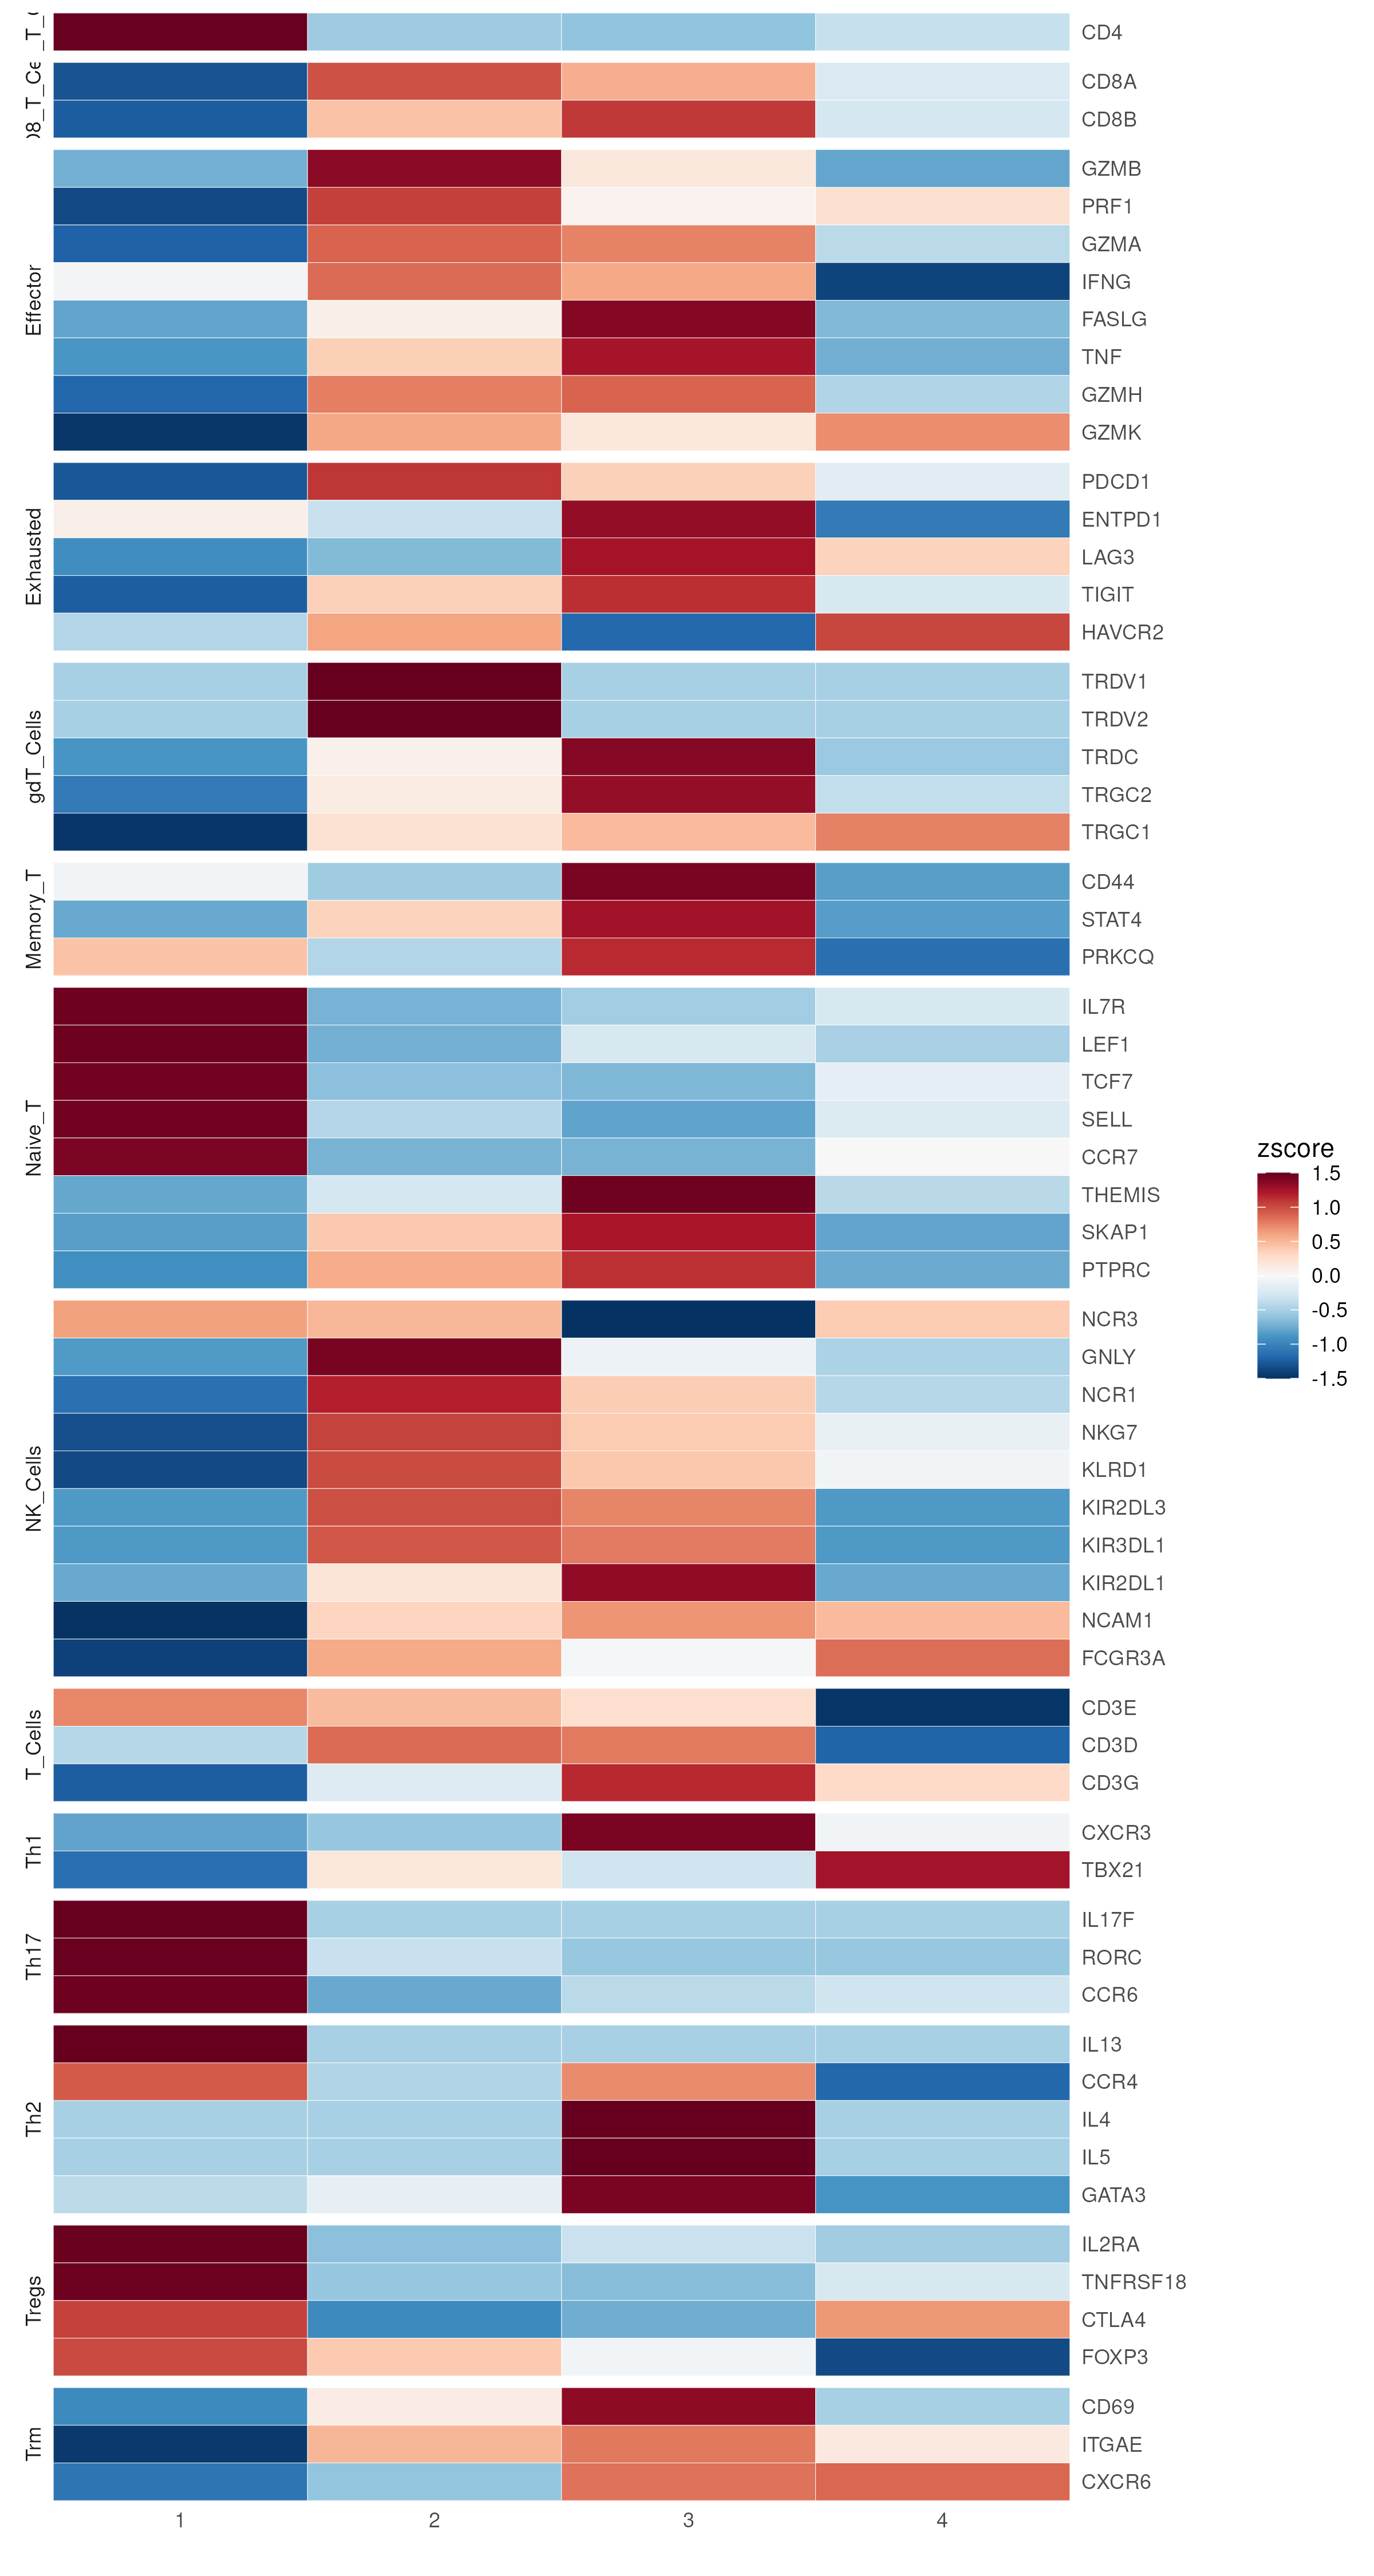 CD4
CD8A
CD8B
Effector
GZMB
PRF1
GZMA
IFNG
FASLG
TNF
GZMH
GZMK
Exhausted
PDCD1
ENTPD1
LAG3
TIGIT
HAVCR2
gdT_Cells
TRDV1
TRDV2
TRDC
TRGC2
TRGC1
Memory_T
CD44
STAT4
PRKCQ
Naive_T
IL7R
LEF1
TCF7
SELL
CCR7
THEMIS
SKAP1
PTPRC
NK_Cells
NCR3
GNLY
NCR1
NKG7
KLRD1
KIR2DL3
KIR3DL1
KIR2DL1
NCAM1
FCGR3A
T_Cells
CD3E
CD3D
CD3G
Th1
CXCR3
TBX21
Th17
IL17F
RORC
CCR6
Th2
IL13
CCR4
IL4
IL5
GATA3
Tregs
IL2RA
TNFRSF18
CTLA4
FOXP3
Trm
CD69
ITGAE
CXCR6
1 2 3 4
zscore
1.5
1.0
0.5
0.0
-0.5
-1.0
-1.5